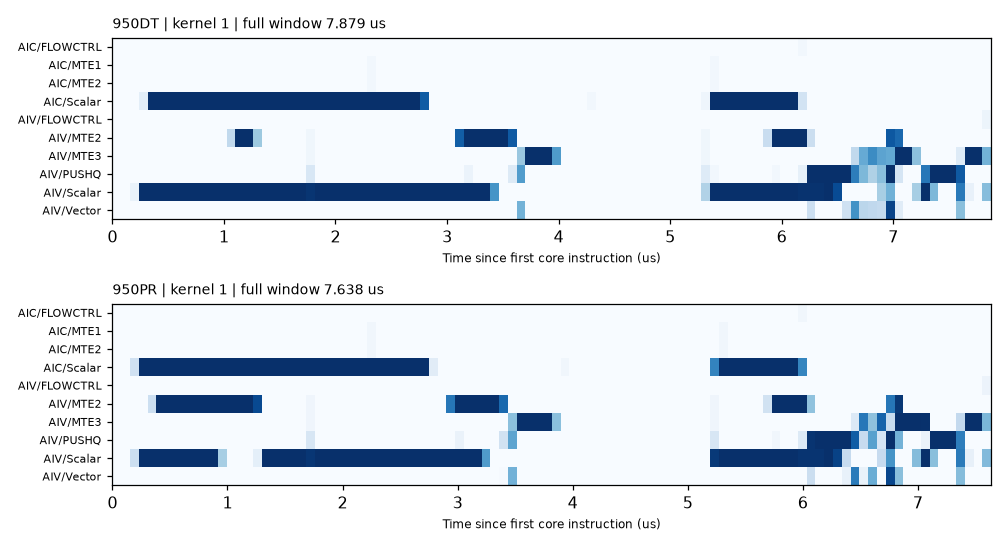 950DT | kernel 1 | full window 7.879 us
AIC/FLOWCTRL
AIC/MTE1
AIC/MTE2
AIC/Scalar
AIV/FLOWCTRL
AIV/MTE2
AIV/MTE3
AIV/PUSHQ
AIV/Scalar
AIV/Vector
0 1 2 3 4 5 6 7
Time since first core instruction (us)
950PR | kernel 1 | full window 7.638 us
AIC/FLOWCTRL
AIC/MTE1
AIC/MTE2
AIC/Scalar
AIV/FLOWCTRL
AIV/MTE2
AIV/MTE3
AIV/PUSHQ
AIV/Scalar
AIV/Vector
0 1 2 3 4 5 6 7
Time since first core instruction (us)